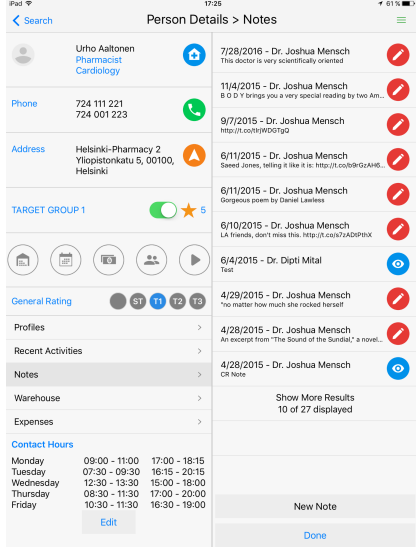 iPad
17:25
61 %
Search
Person Details > Notes
Urho Aaltonen
Pharmacist
Cardiology
Phone
724 111 221
724 001 223
Address
Helsinki-Pharmacy 2
Yliopistonkatu 5, 00100,
Helsinki
TARGET GROUP 1
5
General Rating
ST
T1
T2
T3
Profiles
Recent Activities
Notes
Warehouse
Expenses
Contact Hours
Monday 09:00 - 11:00 17:00 - 18:15
Tuesday 07:30 - 09:30 16:15 - 20:15
Wednesday 12:30 - 13:30 15:00 - 18:00
Thursday 08:30 - 11:30 17:00 - 20:00
Friday 10:30 - 11:30 16:30 - 19:00
Edit
7/28/2016 - Dr. Joshua Mensch
This doctor is very scientifically oriented
11/4/2015 - Dr. Joshua Mensch
B O D Y brings you a very special reading by two Am...
9/7/2015 - Dr. Joshua Mensch
http://t.co/tIrjWDGTgQ
6/11/2015 - Dr. Joshua Mensch
Saeed Jones, telling it like it is: http://t.co/b9rGzAH6...
6/11/2015 - Dr. Joshua Mensch
Gorgeous poem by Daniel Lawless
6/10/2015 - Dr. Joshua Mensch
LA friends, don't miss this. http://t.co/s7zADtPthX
6/4/2015 - Dr. Dipti Mital
Test
4/29/2015 - Dr. Joshua Mensch
"no matter how much she rocked herself
4/28/2015 - Dr. Joshua Mensch
An excerpt from "The Sound of the Sundial," a novel...
4/28/2015 - Dr. Joshua Mensch
CR Note
Show More Results
10 of 27 displayed
New Note
Done